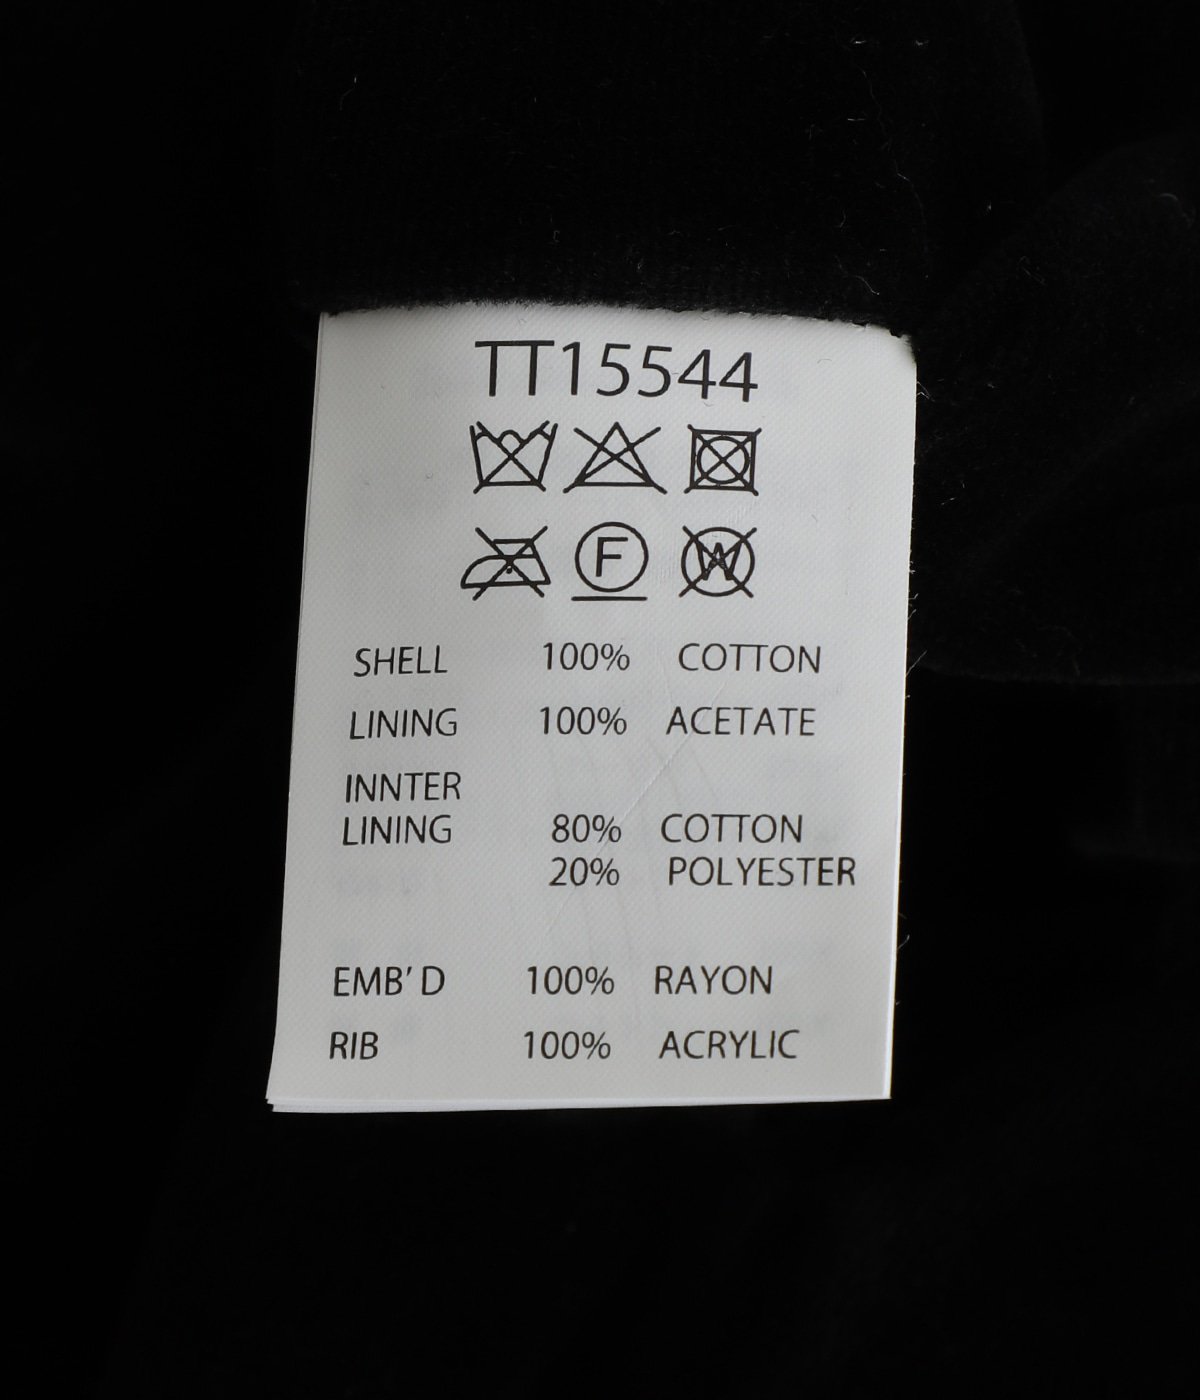 TT15544
F W
SHELL 100% COTTON
LINING 100% ACETATE
INNTER
LINING 80% COTTON
20% POLYESTER
EMB'D 100% RAYON
RIB 100% ACRYLIC